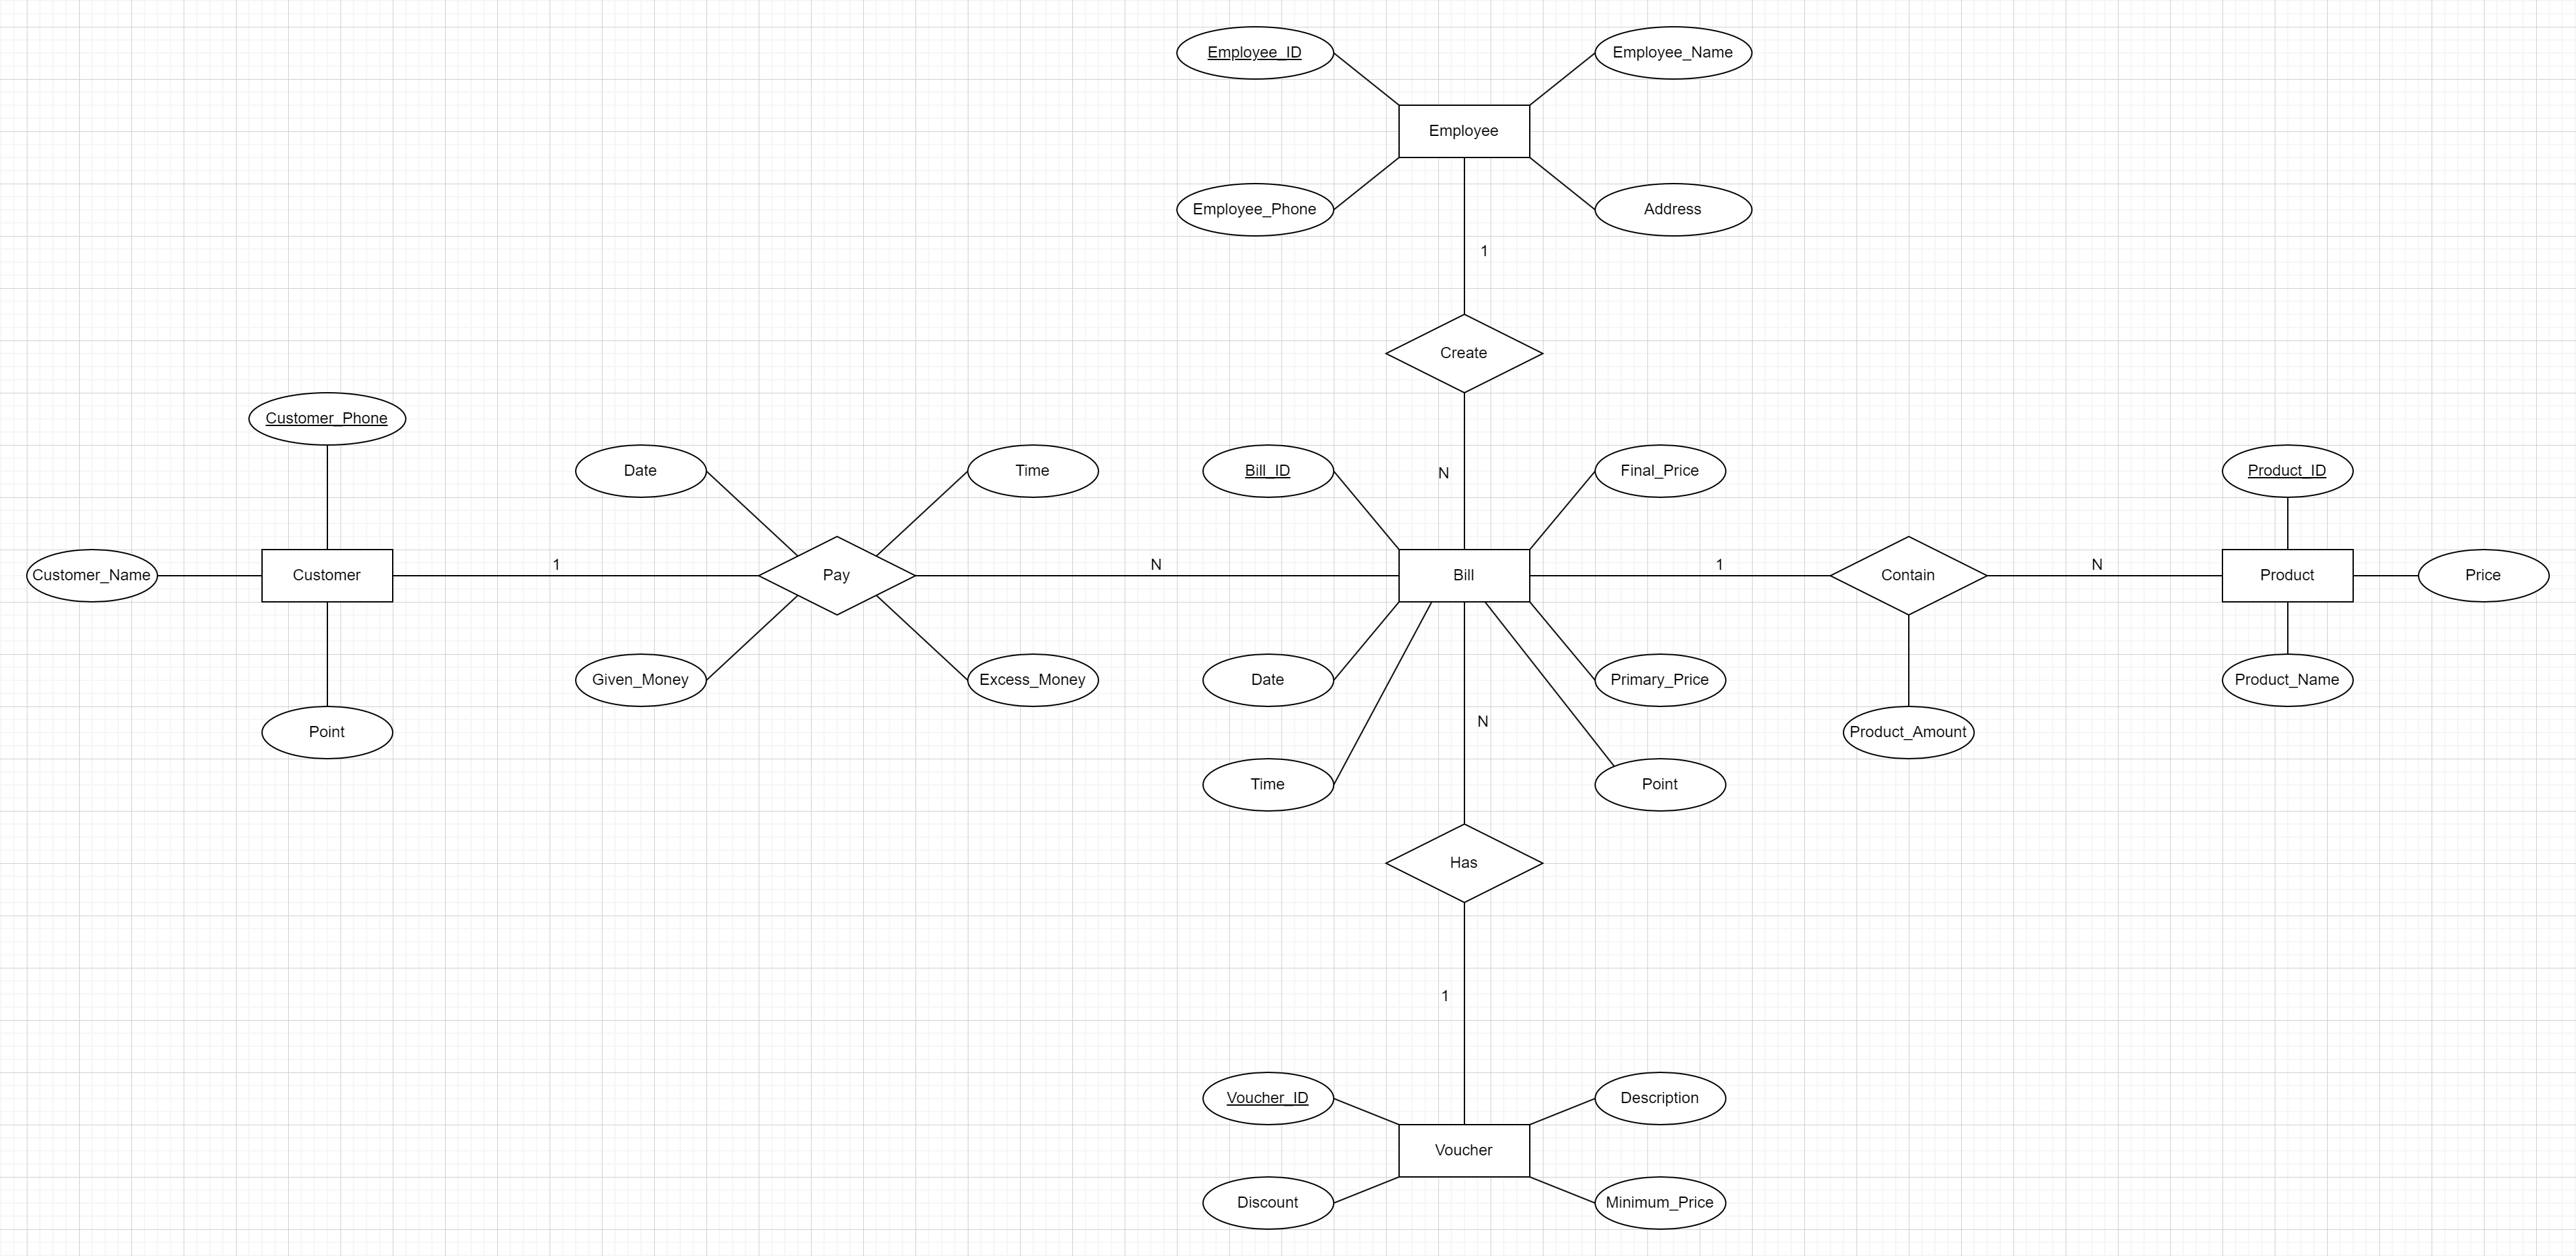 Employee_ID
Employee_Name
Employee
Employee_Phone
Address
1
Create
Customer_Phone
Date
Time
Bill_ID
N
Final_Price
Product_ID
Customer_Name
Customer
1
Pay
N
Bill
1
Contain
N
Product
Price
Given_Money
Excess_Money
Date
Primary_Price
Product_Name
Point
N
Product_Amount
Time
Point
Has
1
Voucher_ID
Description
Voucher
Discount
Minimum_Price